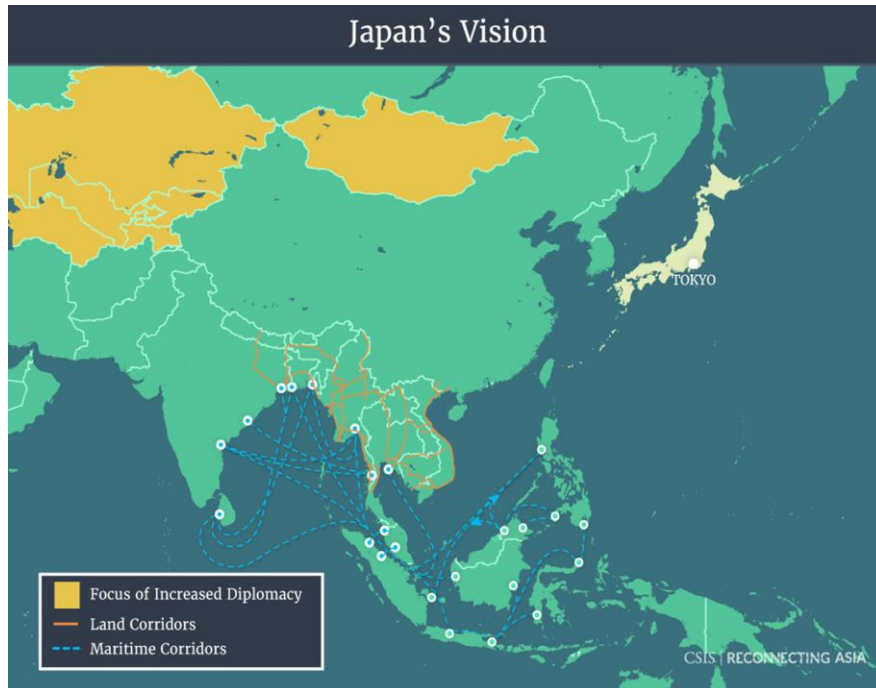 Japan's Vision
TOKYO
Focus of Increased Diplomacy
Land Corridors
Maritime Corridors
CSIS | RECONNECTING ASIA